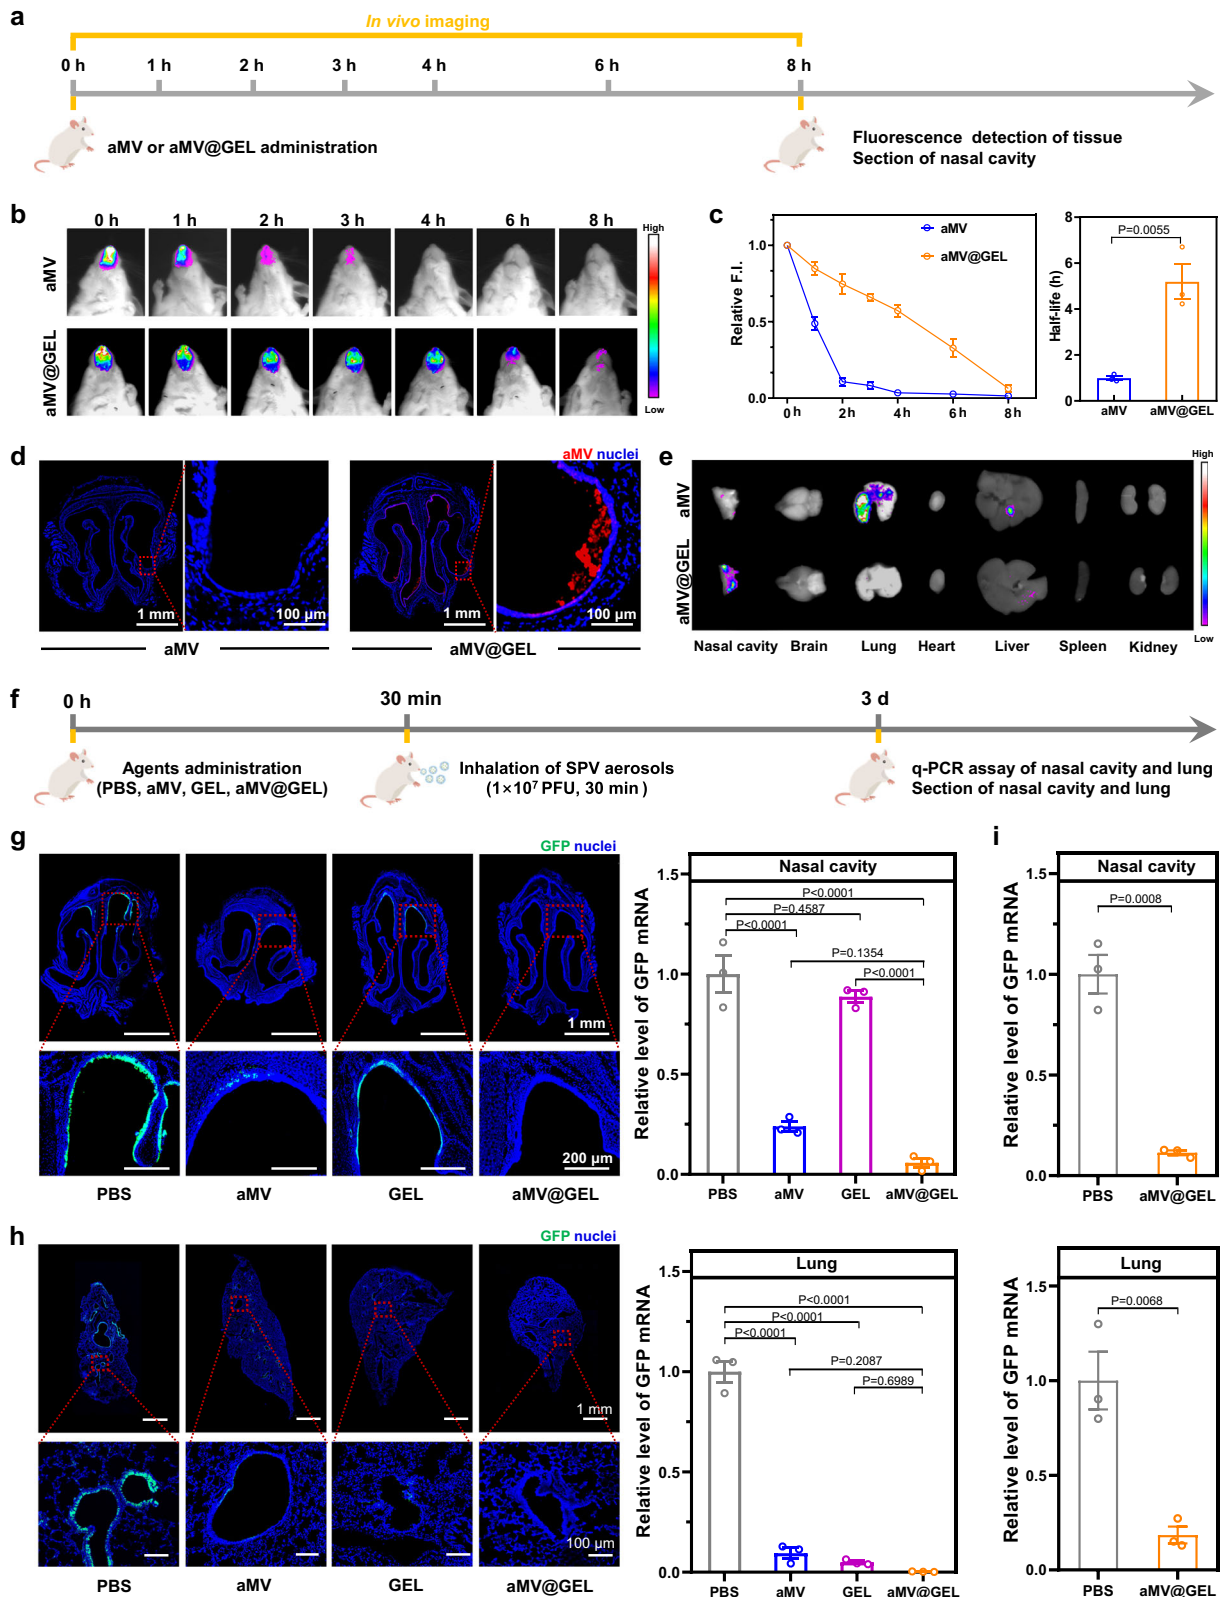 a
In vivo imaging
0 h 1 h 2 h 3 h 4 h 6 h 8 h
aMV or aMV@GEL administration
Fluorescence detection of tissue
Section of nasal cavity
b
0 h 1 h 2 h 3 h 4 h 6 h 8 h
aMV
aMV@GEL
High
Low
c
Relative F.I.
1.0
0.5
0.0
0 h 2 h 4 h 6 h 8 h
aMV
aMV@GEL
Half-life (h)
8
6
4
2
0
P=0.0055
aMV aMV@GEL
d
aMV nuclei
1 mm 100 µm 1 mm 100 µm
aMV aMV@GEL
e
aMV
aMV@GEL
High
Low
Nasal cavity Brain Lung Heart Liver Spleen Kidney
f
0 h 30 min 3 d
Agents administration
(PBS, aMV, GEL, aMV@GEL)
Inhalation of SPV aerosols
(1×10⁷ PFU, 30 min )
q-PCR assay of nasal cavity and lung
Section of nasal cavity and lung
g
GFP nuclei
1 mm
200 µm
PBS aMV GEL aMV@GEL
Nasal cavity
Relative level of GFP mRNA
1.5
1.0
0.5
0.0
P<0.0001
P=0.4587
P<0.0001
P=0.1354
P<0.0001
PBS aMV GEL aMV@GEL
i
Nasal cavity
Relative level of GFP mRNA
1.5
1.0
0.5
0.0
P=0.0008
PBS aMV@GEL
h
GFP nuclei
1 mm
100 µm
PBS aMV GEL aMV@GEL
Lung
Relative level of GFP mRNA
1.5
1.0
0.5
0.0
P<0.0001
P<0.0001
P<0.0001
P=0.2087
P=0.6989
PBS aMV GEL aMV@GEL
Lung
Relative level of GFP mRNA
1.5
1.0
0.5
0.0
P=0.0068
PBS aMV@GEL